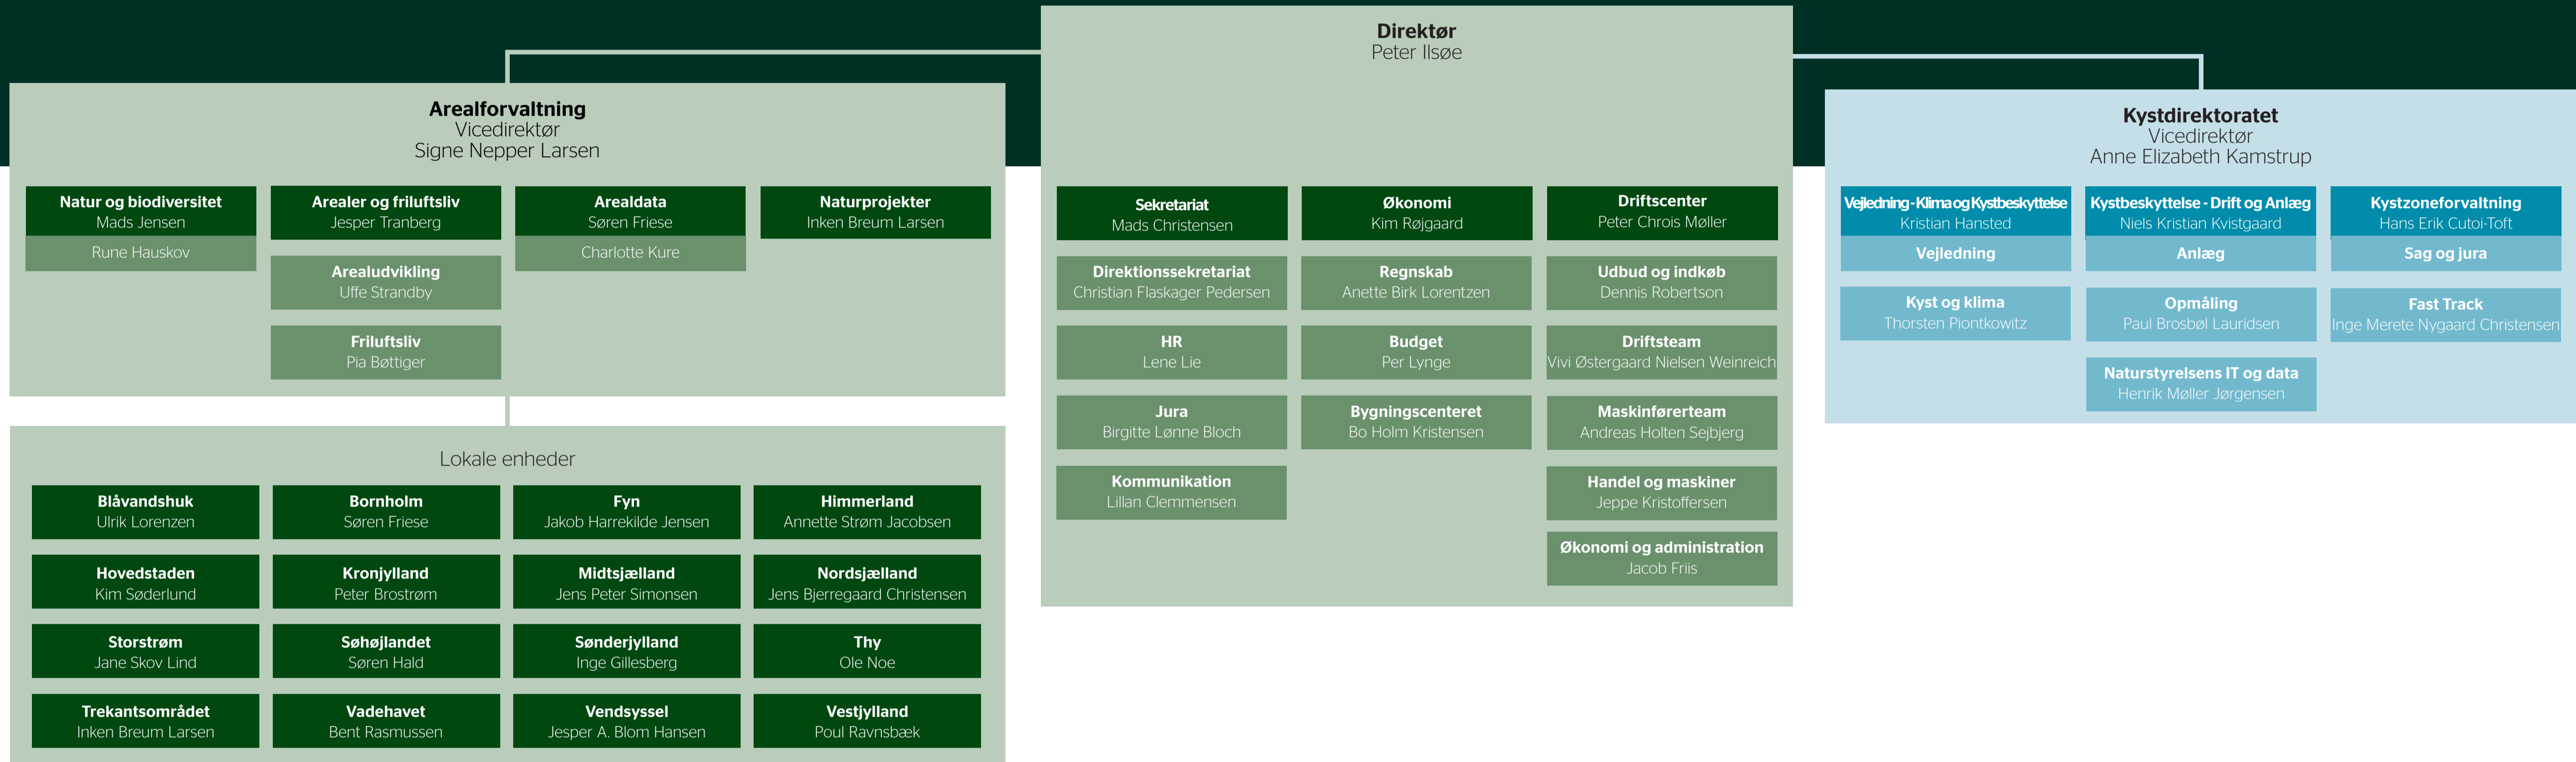 Direktør
Peter Ilsøe
Arealforvaltning
Vicedirektør
Signe Nepper Larsen
Natur og biodiversitet
Mads Jensen
Rune Hauskov
Arealer og friluftsliv
Jesper Tranberg
Arealudvikling
Uffe Strandby
Friluftsliv
Pia Bøttiger
Arealdata
Søren Friese
Charlotte Kure
Naturprojekter
Inken Breum Larsen
Lokale enheder
Blåvandshuk
Ulrik Lorenzen
Bornholm
Søren Friese
Fyn
Jakob Harrekilde Jensen
Himmerland
Annette Strøm Jacobsen
Hovedstaden
Kim Søderlund
Kronjylland
Peter Brostrøm
Midtsjælland
Jens Peter Simonsen
Nordsjælland
Jens Bjerregaard Christensen
Storstrøm
Jane Skov Lind
Søhøjlandet
Søren Hald
Sønderjylland
Inge Gillesberg
Thy
Ole Noe
Trekantsområdet
Inken Breum Larsen
Vadehavet
Bent Rasmussen
Vendsyssel
Jesper A. Blom Hansen
Vestjylland
Poul Ravnsbæk
Sekretariat
Mads Christensen
Direktionssekretariat
Christian Flaskager Pedersen
HR
Lene Lie
Jura
Birgitte Lønne Bloch
Kommunikation
Lillan Clemmensen
Økonomi
Kim Røjgaard
Regnskab
Anette Birk Lorentzen
Budget
Per Lynge
Bygningscenteret
Bo Holm Kristensen
Driftscenter
Peter Chrois Møller
Udbud og indkøb
Dennis Robertson
Driftsteam
Vivi Østergaard Nielsen Weinreich
Maskinførerteam
Andreas Holten Sejbjerg
Handel og maskiner
Jeppe Kristoffersen
Økonomi og administration
Jacob Friis
Kystdirektoratet
Vicedirektør
Anne Elizabeth Kamstrup
Vejledning - Klima og Kystbeskyttelse
Kristian Hansted
Vejledning
Kyst og klima
Thorsten Piontkowitz
Kystbeskyttelse - Drift og Anlæg
Niels Kristian Kvistgaard
Anlæg
Opmåling
Paul Brosbøl Lauridsen
Naturstyrelsens IT og data
Henrik Møller Jørgensen
Kystzoneforvaltning
Hans Erik Cutoi-Toft
Sag og jura
Fast Track
Inge Merete Nygaard Christensen